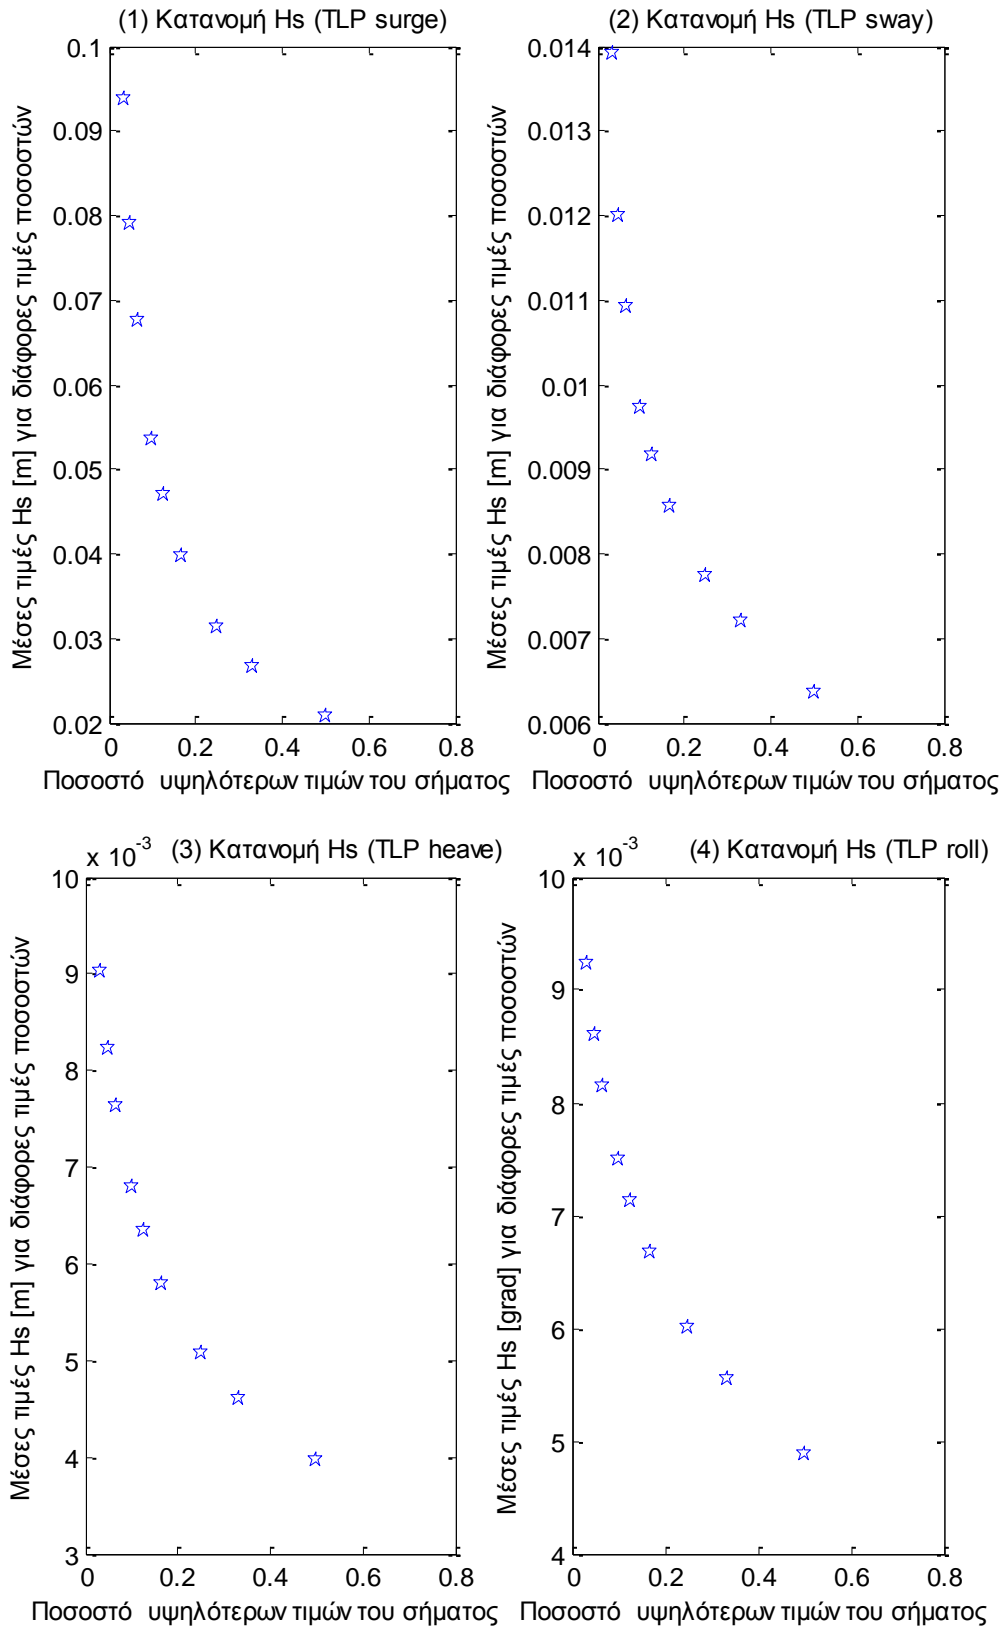 (1) Κατανομή Hs (TLP surge)
Μέσες τιμές Hs [m] για διάφορες τιμές ποσοστών
0.1
0.09
0.08
0.07
0.06
0.05
0.04
0.03
0.02
0 0.2 0.4 0.6 0.8
Ποσοστό υψηλότερων τιμών του σήματος
(2) Κατανομή Hs (TLP sway)
Μέσες τιμές Hs [m] για διάφορες τιμές ποσοστών
0.014
0.013
0.012
0.011
0.01
0.009
0.008
0.007
0.006
0 0.2 0.4 0.6 0.8
Ποσοστό υψηλότερων τιμών του σήματος
(3) Κατανομή Hs (TLP heave)
x 10⁻³
Μέσες τιμές Hs [m] για διάφορες τιμές ποσοστών
10
9
8
7
6
5
4
3
0 0.2 0.4 0.6 0.8
Ποσοστό υψηλότερων τιμών του σήματος
(4) Κατανομή Hs (TLP roll)
x 10⁻³
Μέσες τιμές Hs [grad] για διάφορες τιμές ποσοστών
10
9
8
7
6
5
4
0 0.2 0.4 0.6 0.8
Ποσοστό υψηλότερων τιμών του σήματος